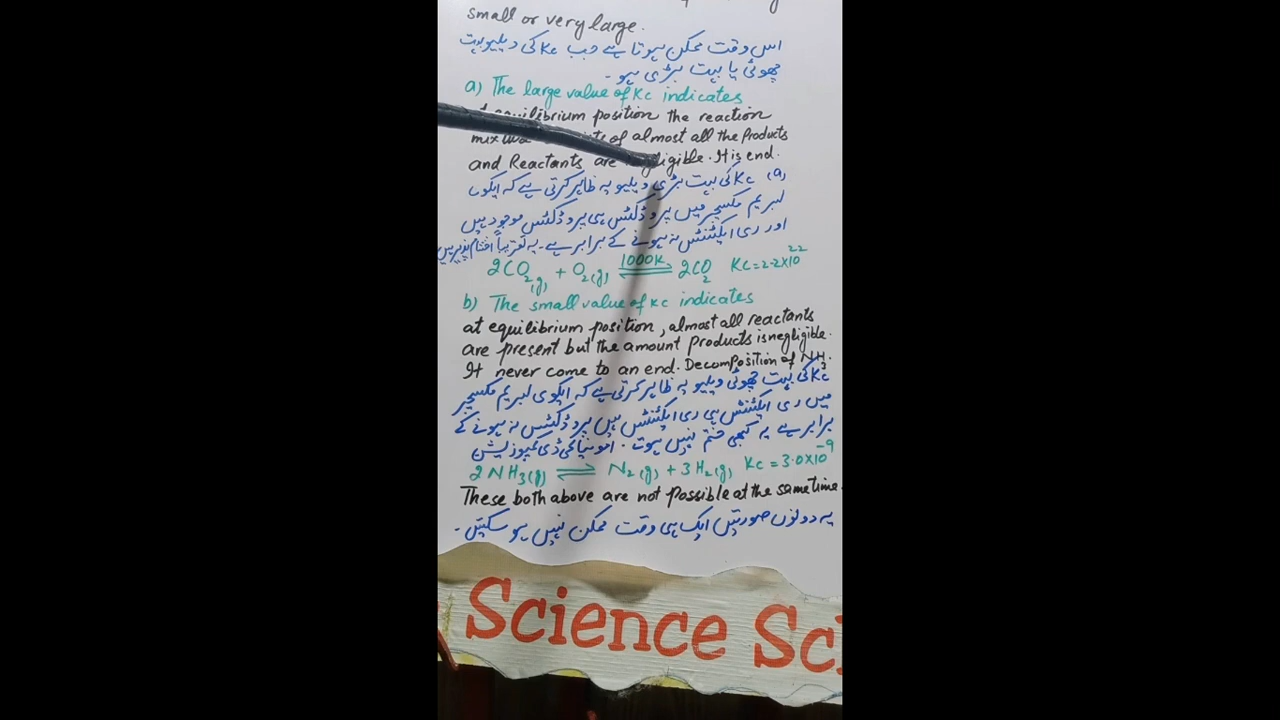 small or very large.
اس وقت ممکن ہوتا ہے جب Kc کی ویلیو بہت
چھوٹی یا بہت بڑی ہو۔
a) The large value of Kc indicates
equilibrium position the reaction
of almost all the Products
and Reactants are negligible. It is end.
(a) Kc کی بہت بڑی ویلیو یہ ظاہر کرتی ہے کہ ایکوی
لبریم مکسچر میں پروڈکٹس ہی پروڈکٹس موجود ہیں
اور ری ایکٹنٹس نہ ہونے کے برابر ہے۔ یہ تقریباً اختتام پذیر ہیں
2CO2(g) + O2(g) ⇌ 1000K 2CO2 Kc=2.2x10^22
b) The small value of Kc indicates
at equilibrium position, almost all reactants
are present but the amount Products is negligible.
It never come to an end. Decomposition of NH3.
Kc کی بہت چھوٹی ویلیو یہ ظاہر کرتی ہے کہ ایکوی لبریم مکسچر
میں ری ایکٹنٹس ہی ری ایکٹنٹس ہیں پروڈکٹس نہ ہونے کے
برابر ہے یہ کبھی ختم نہیں ہوتا۔ امونیا کی ڈی کمپوزیشن
2NH3(g) ⇌ N2(g) + 3H2(g) Kc = 3.0x10^-9
These both above are not possible at the same time.
یہ دونوں صورتیں ایک ہی وقت ممکن نہیں ہو سکتیں۔
Science Sci